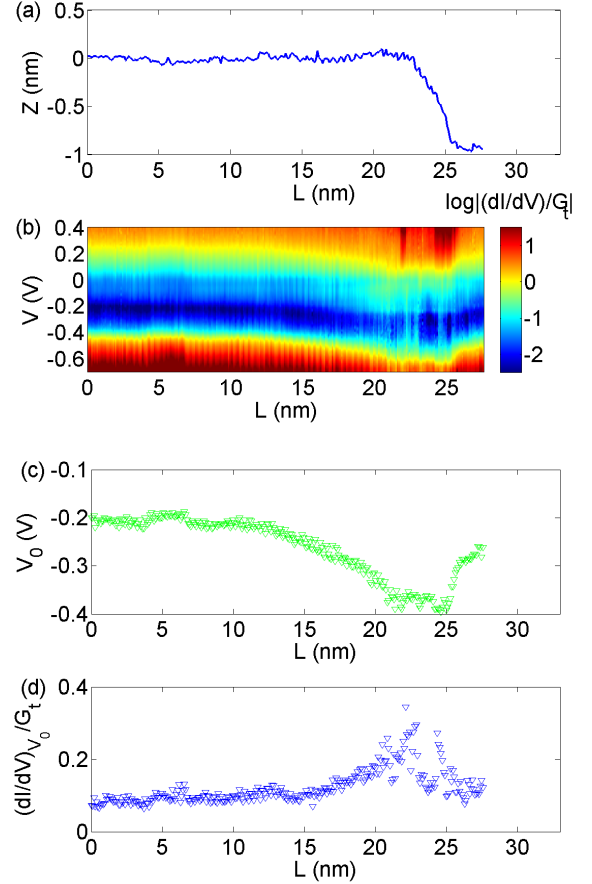 (a)
Z (nm)
0
-0.5
-1
0 5 10 15 20 25 30
L (nm)
log|(dI/dV)/G_t|
(b)
V (V)
0.4
0.2
0
-0.2
-0.4
-0.6
0 5 10 15 20 25
L (nm)
1
0
-1
-2
(c)
V_0 (V)
-0.1
-0.2
-0.3
-0.4
0 5 10 15 20 25 30
L (nm)
(d)
(dI/dV)_{V_0}/G_t
0.4
0.2
0
0 5 10 15 20 25 30
L (nm)